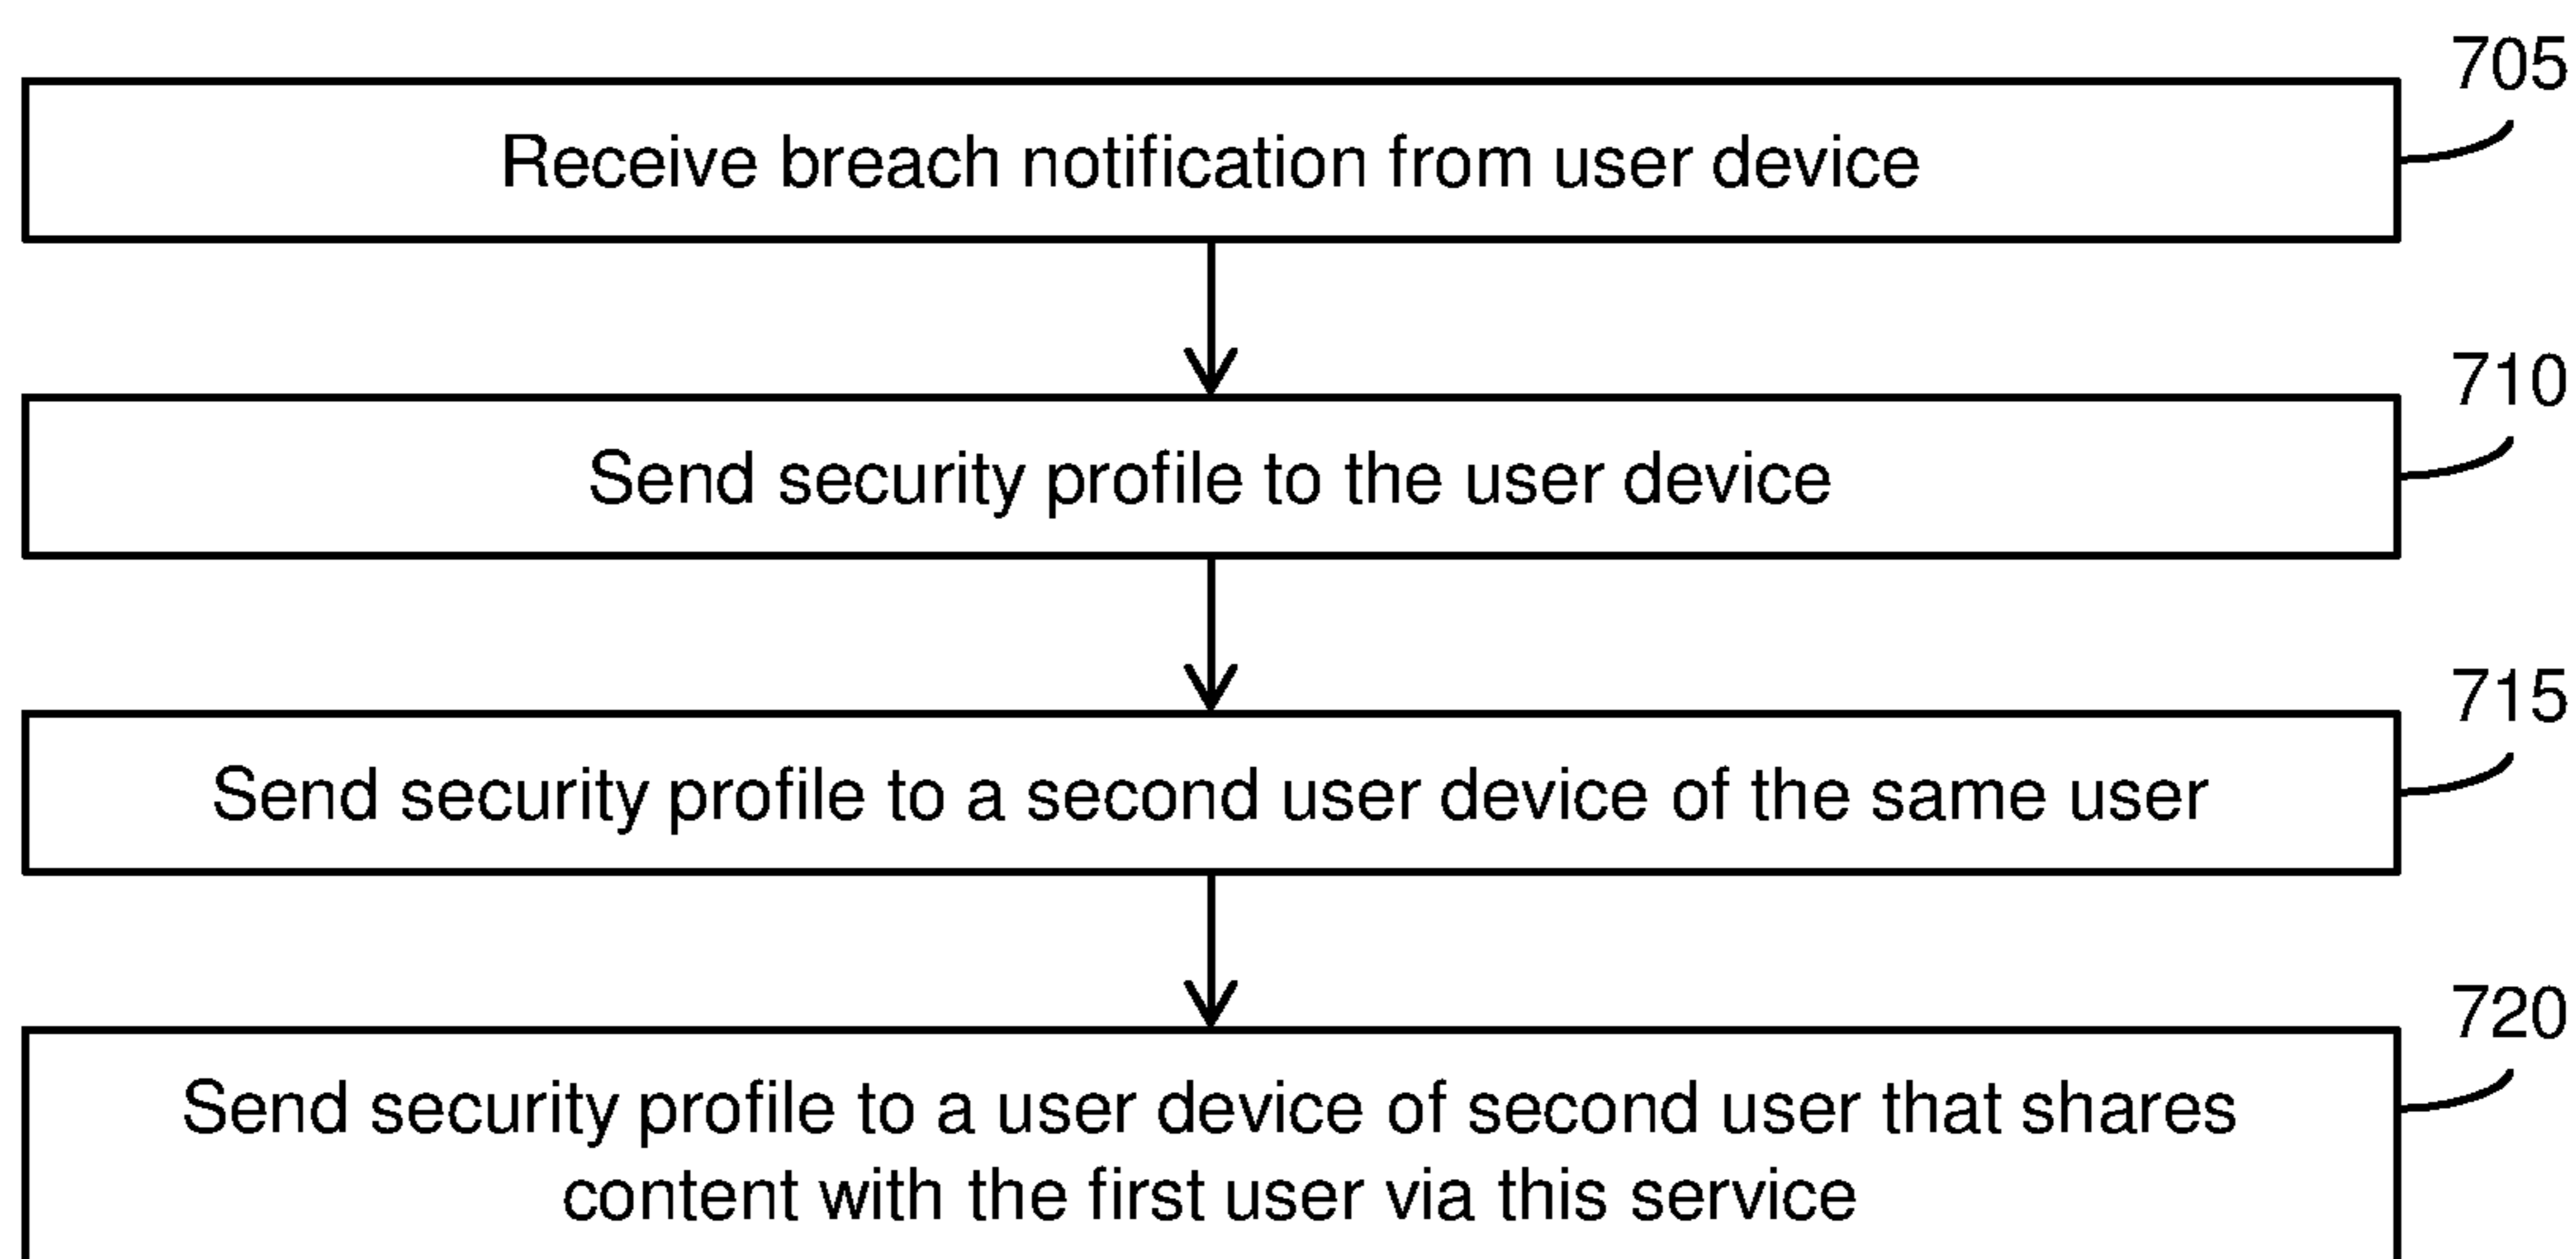 705
Receive breach notification from user device
710
Send security profile to the user device
715
Send security profile to a second user device of the same user
720
Send security profile to a user device of second user that shares
content with the first user via this service